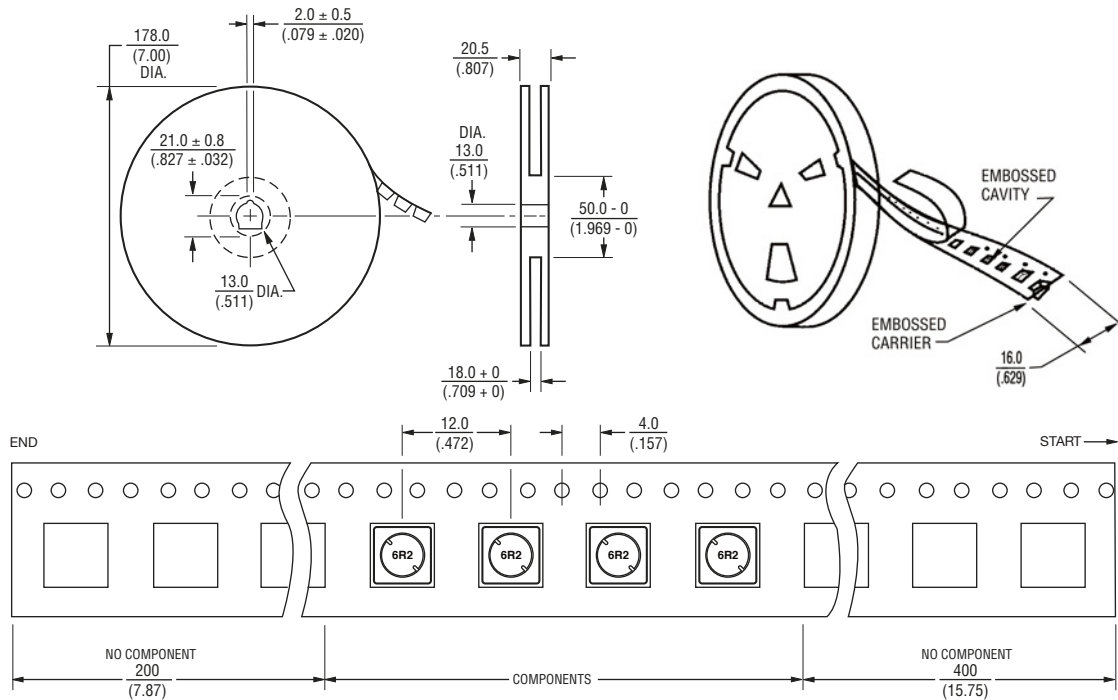 2.0 ± 0.5
(.079 ± .020)
178.0
(7.00)
DIA.
20.5
(.807)
21.0 ± 0.8
(.827 ± .032)
DIA.
13.0
(.511)
50.0 - 0
(1.969 - 0)
13.0
(.511)
DIA.
18.0 + 0
(.709 + 0)
EMBOSSED
CAVITY
EMBOSSED
CARRIER
16.0
(.629)
END
12.0
(.472)
4.0
(.157)
START
6R2
6R2
6R2
6R2
NO COMPONENT
200
(7.87)
COMPONENTS
NO COMPONENT
400
(15.75)